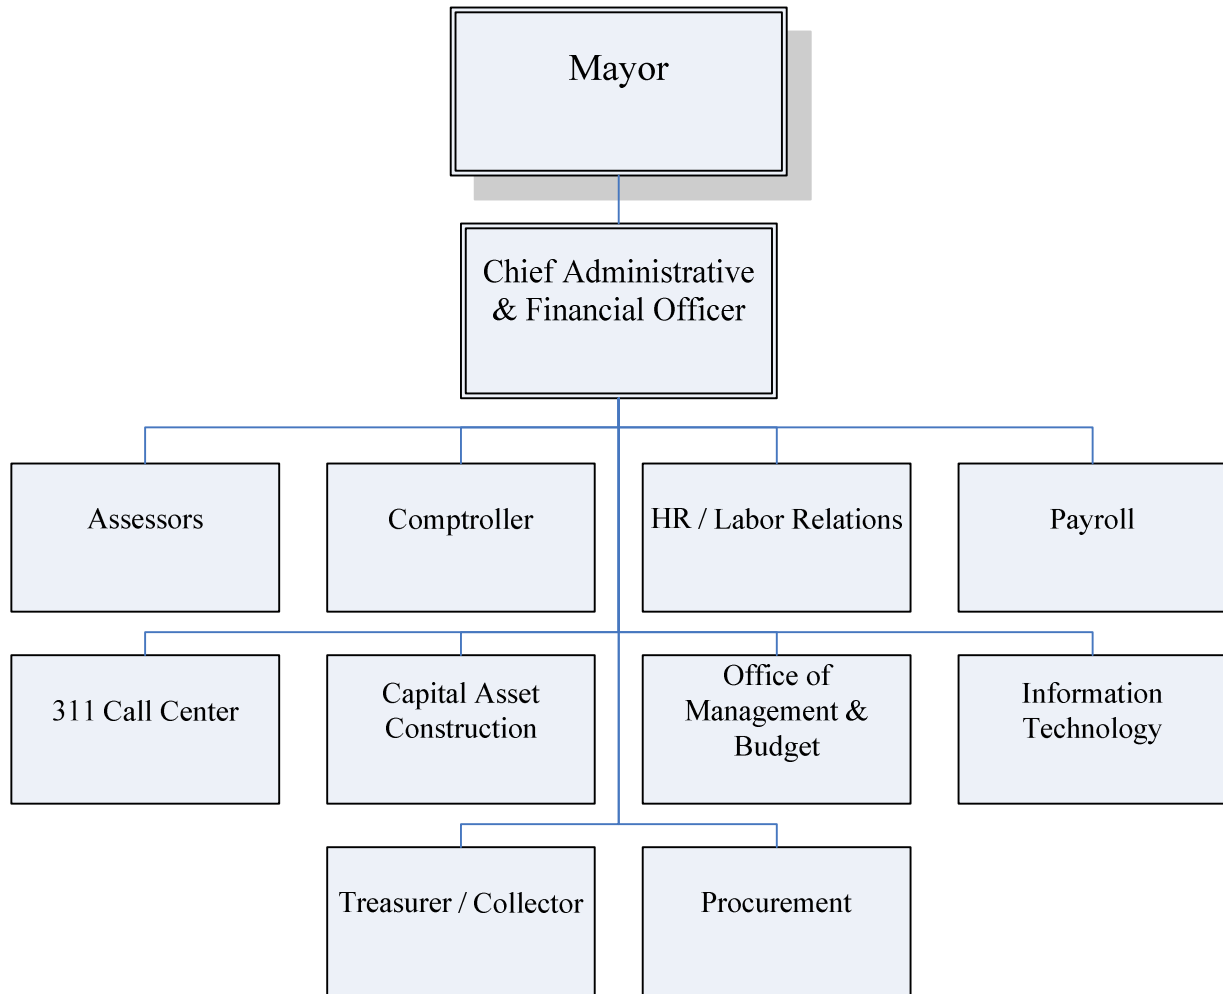 Mayor
Chief Administrative
& Financial Officer
Assessors
Comptroller
HR / Labor Relations
Payroll
311 Call Center
Capital Asset
Construction
Office of
Management &
Budget
Information
Technology
Treasurer / Collector
Procurement